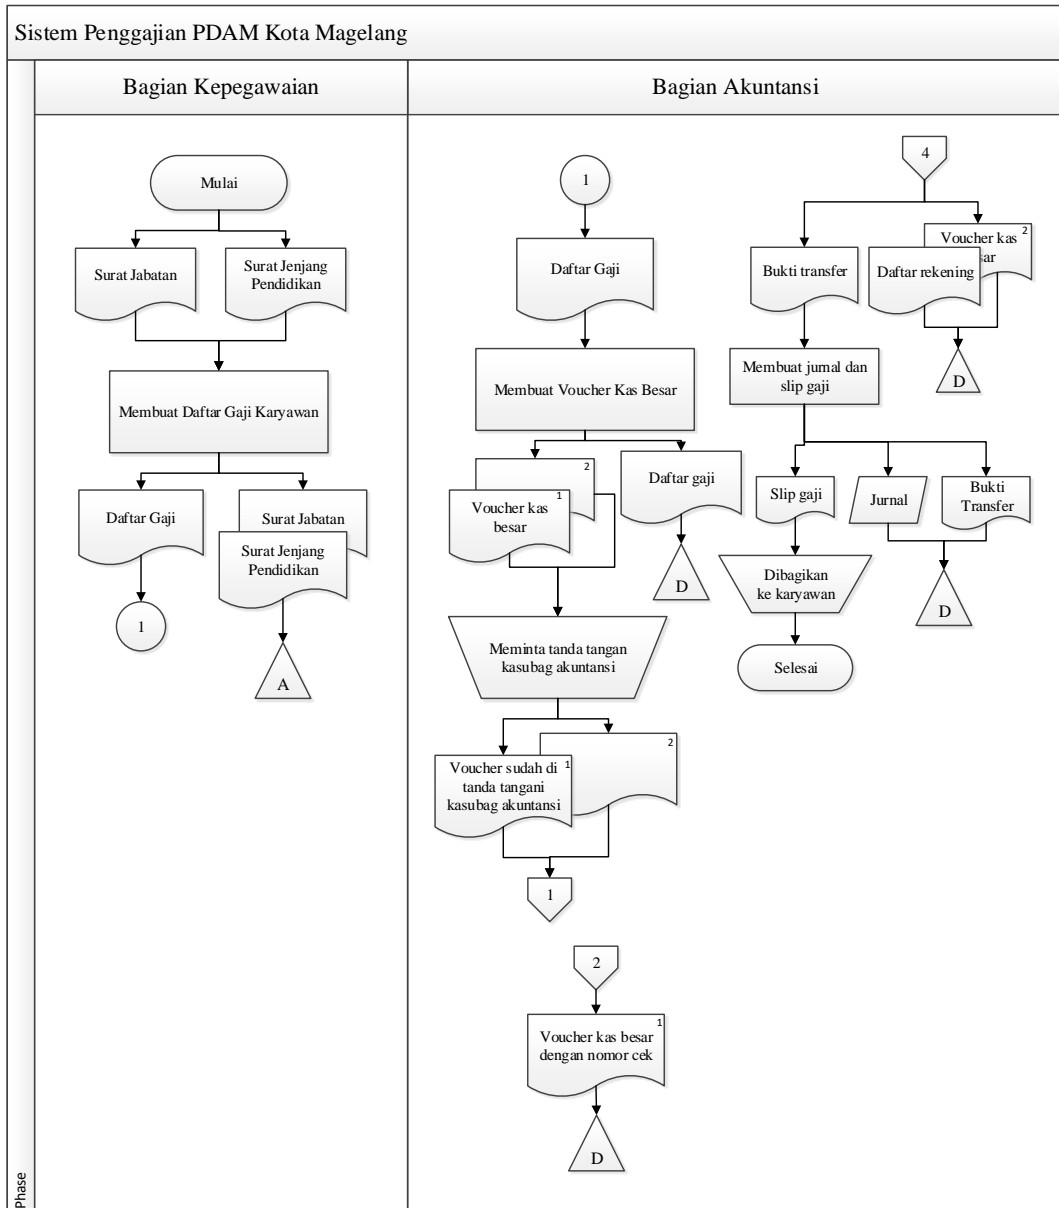 Sistem Penggajian PDAM Kota Magelang
Bagian Kepegawaian
Bagian Akuntansi
Mulai
Surat Jabatan
Surat Jenjang
Pendidikan
Membuat Daftar Gaji Karyawan
Daftar Gaji
Surat Jabatan
Surat Jenjang
Pendidikan
1
A
1
Daftar Gaji
Membuat Voucher Kas Besar
2
1
Voucher kas
besar
Daftar gaji
D
Meminta tanda tangan
kasubag akuntansi
2
1
Voucher sudah di
tanda tangani
kasubag akuntansi
1
2
1
Voucher kas besar
dengan nomor cek
D
4
Bukti transfer
2
Voucher kas
sar
Daftar rekening
D
Membuat jurnal dan
slip gaji
Slip gaji
Jurnal
Bukti
Transfer
Dibagikan
ke karyawan
D
Selesai
Phase